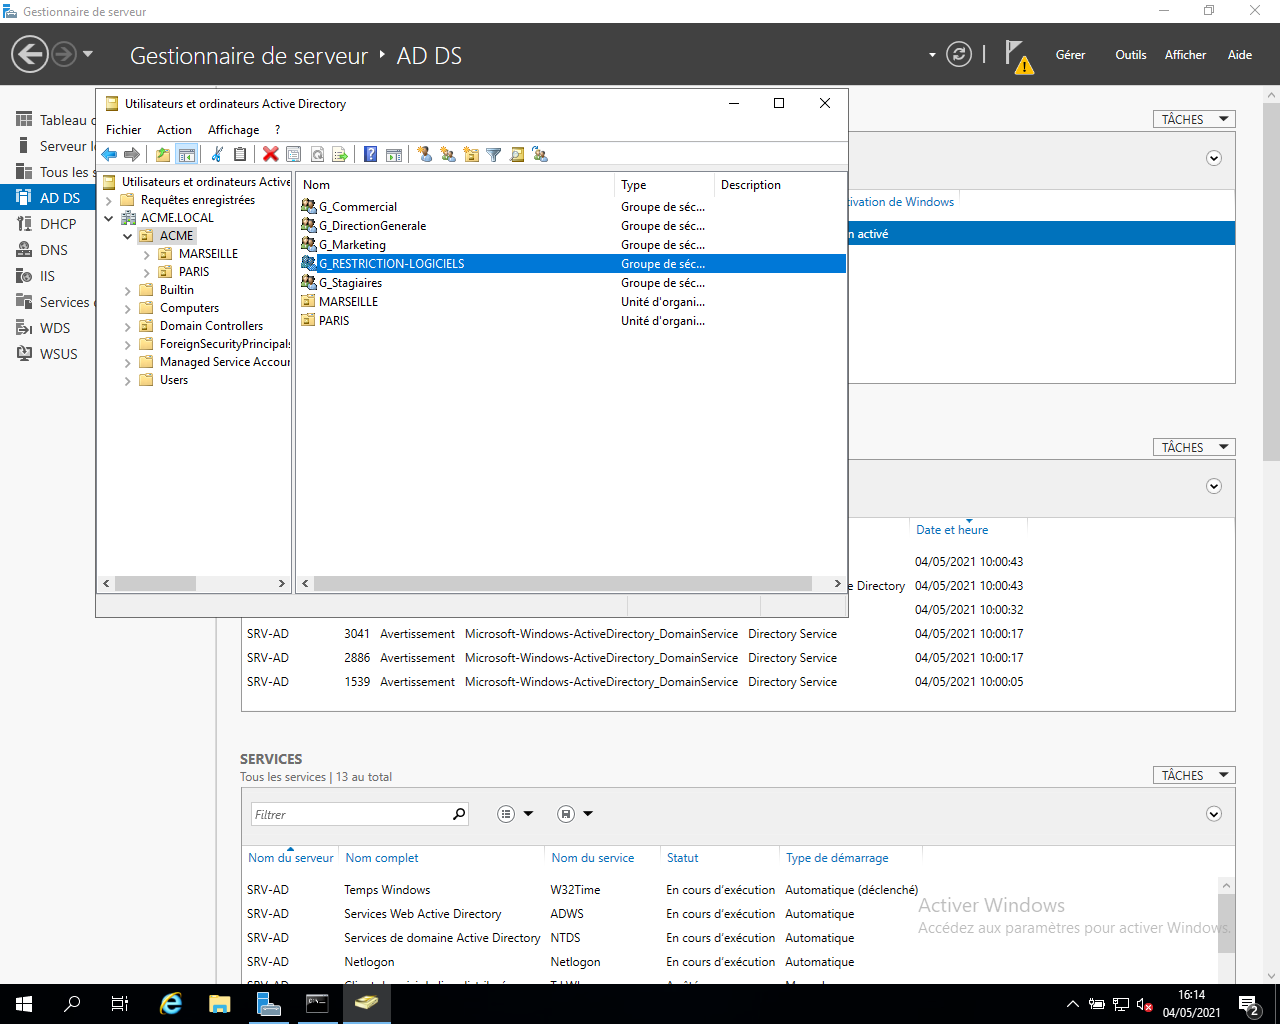 Gestionnaire de serveur
Gestionnaire de serveur ‣ AD DS
Gérer Outils Afficher Aide
Tableau
Serveur
Tous les
AD DS
DHCP
DNS
IIS
Services
WDS
WSUS
Utilisateurs et ordinateurs Active Directory
Fichier Action Affichage ?
Utilisateurs et ordinateurs Active
Requêtes enregistrées
ACME.LOCAL
ACME
MARSEILLE
PARIS
Builtin
Computers
Domain Controllers
ForeignSecurityPrincipals
Managed Service Accour
Users
Nom Type Description
G_Commercial Groupe de séc...
G_DirectionGenerale Groupe de séc...
G_Marketing Groupe de séc...
G_RESTRICTION-LOGICIELS Groupe de séc...
G_Stagiaires Groupe de séc...
MARSEILLE Unité d'organi...
PARIS Unité d'organi...
TÂCHES
ivation de Windows
n activé
TÂCHES
Date et heure
04/05/2021 10:00:43
e Directory 04/05/2021 10:00:43
04/05/2021 10:00:32
SRV-AD 3041 Avertissement Microsoft-Windows-ActiveDirectory_DomainService Directory Service 04/05/2021 10:00:17
SRV-AD 2886 Avertissement Microsoft-Windows-ActiveDirectory_DomainService Directory Service 04/05/2021 10:00:17
SRV-AD 1539 Avertissement Microsoft-Windows-ActiveDirectory_DomainService Directory Service 04/05/2021 10:00:05
SERVICES
Tous les services | 13 au total
TÂCHES
Filtrer
Nom du serveur Nom complet Nom du service Statut Type de démarrage
SRV-AD Temps Windows W32Time En cours d'exécution Automatique (déclenché)
SRV-AD Services Web Active Directory ADWS En cours d'exécution Automatique
SRV-AD Services de domaine Active Directory NTDS En cours d'exécution Automatique
SRV-AD Netlogon Netlogon En cours d'exécution Automatique
Activer Windows
Accédez aux paramètres pour activer Windows.
16:14
04/05/2021
2